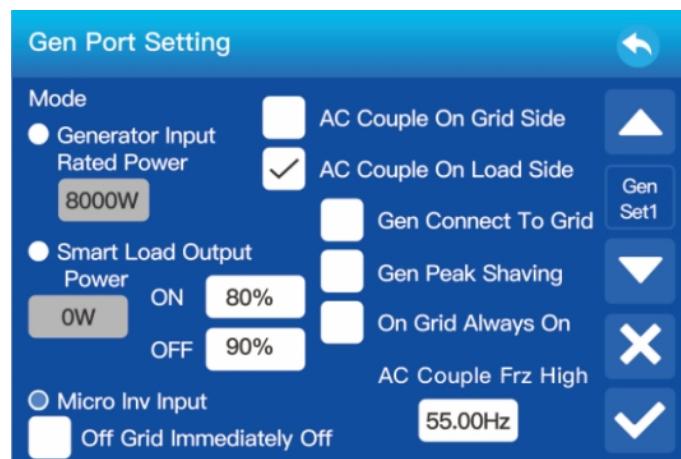 Gen Port Setting
Mode
Generator Input
Rated Power
8000W
AC Couple On Grid Side
AC Couple On Load Side
Gen Connect To Grid
Gen Peak Shaving
On Grid Always On
AC Couple Frz High
55.00Hz
Smart Load Output
Power
0W
ON 80%
OFF 90%
Micro Inv Input
Off Grid Immediately Off
Gen
Set1